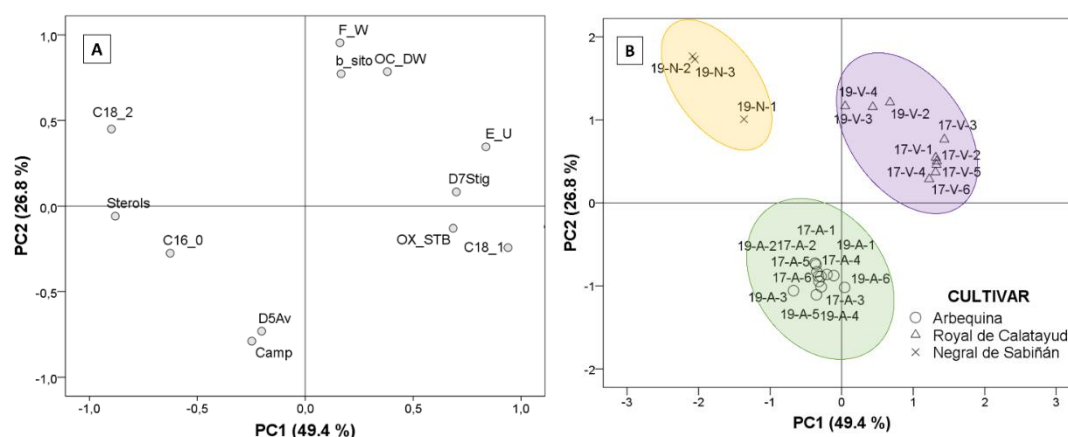 A
1,0
0,5
0,0
-0,5
-1,0
PC2 (26.8 %)
F_W
b_sito OC_DW
C18_2
E_U
D7Stig
Sterols
OX_STB
C18_1
C16_0
D5Av
Camp
-1,0 -0,5 0,0 0,5 1,0
PC1 (49.4 %)
B
2
1
0
-1
-2
PC2 (26.8 %)
19-N-2 19-N-3
19-N-1
19-V-4
19-V-3 19-V-2
17-V-3
17-V-1 17-V-2
17-V-4 17-V-5
17-V-6
17-A-1
19-A-2 17-A-2 19-A-1
17-A-5 17-A-4
17-A-6 19-A-6
19-A-3 17-A-3
19-A-5 19-A-4
CULTIVAR
Arbequina
Royal de Calatayud
Negral de Sabiñán
-3 -2 -1 0 1 2 3
PC1 (49.4 %)